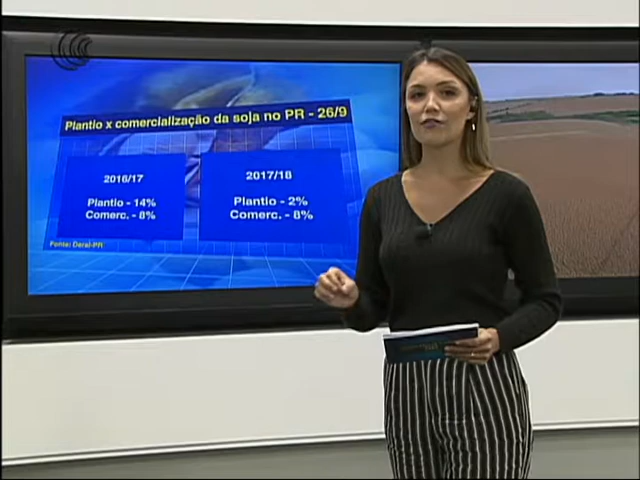 Plantio x comercialização da soja no PR - 26/9
2016/17
Plantio - 14%
Comerc. - 8%
2017/18
Plantio - 2%
Comerc. - 8%
Fonte: Deral-PR